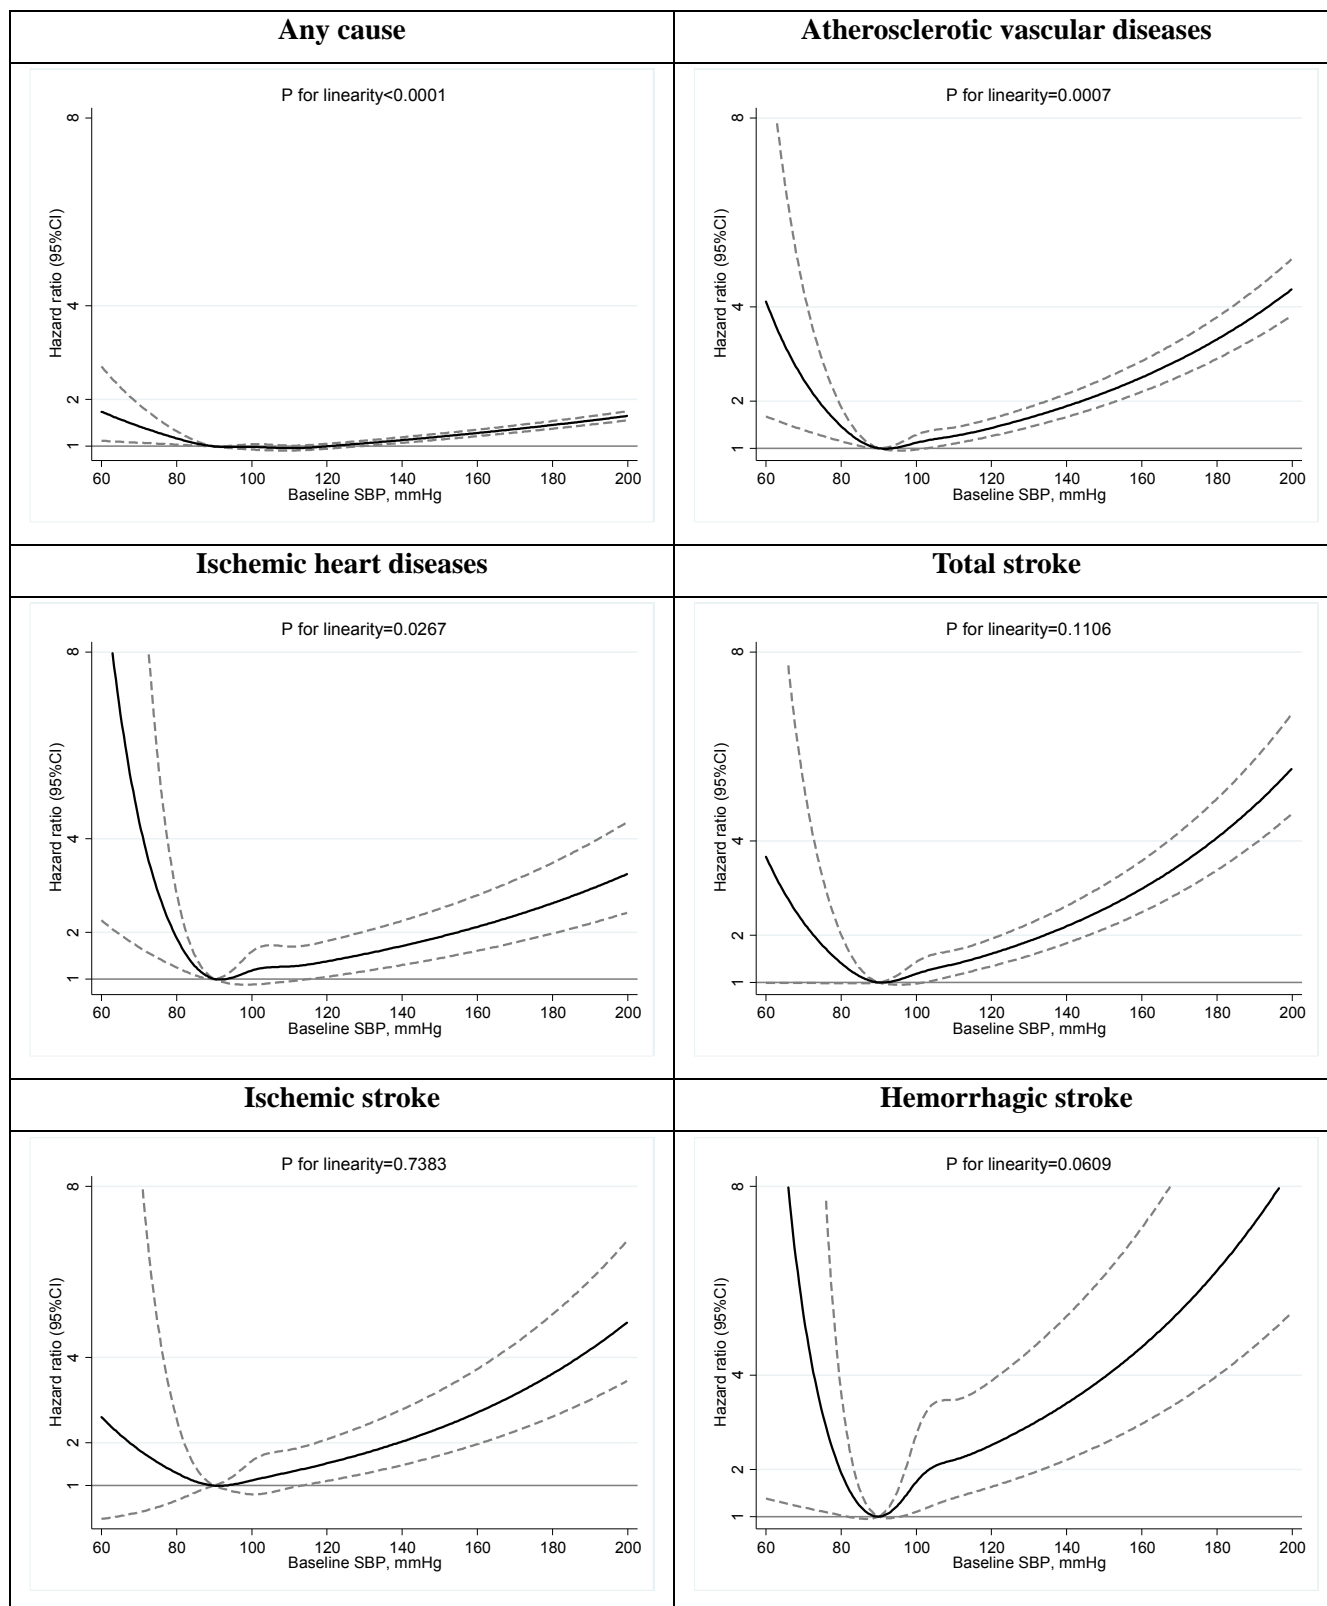 Any cause
Atherosclerotic vascular diseases
P for linearity<0.0001
Hazard ratio (95%CI)
8
4
2
1
60 80 100 120 140 160 180 200
Baseline SBP, mmHg
P for linearity=0.0007
Hazard ratio (95%CI)
8
4
2
1
60 80 100 120 140 160 180 200
Baseline SBP, mmHg
Ischemic heart diseases
Total stroke
P for linearity=0.0267
Hazard ratio (95%CI)
8
4
2
1
60 80 100 120 140 160 180 200
Baseline SBP, mmHg
P for linearity=0.1106
Hazard ratio (95%CI)
8
4
2
1
60 80 100 120 140 160 180 200
Baseline SBP, mmHg
Ischemic stroke
Hemorrhagic stroke
P for linearity=0.7383
Hazard ratio (95%CI)
8
4
2
1
60 80 100 120 140 160 180 200
Baseline SBP, mmHg
P for linearity=0.0609
Hazard ratio (95%CI)
8
4
2
1
60 80 100 120 140 160 180 200
Baseline SBP, mmHg